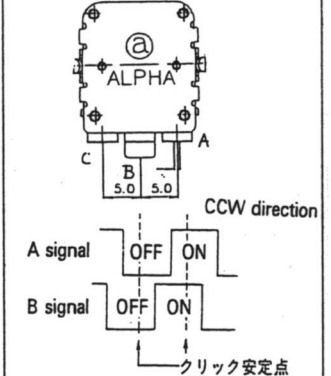 ⓐ
ALPHA
C
B
A
5.0 5.0
CCW direction
A signal OFF ON
B signal OFF ON
クリック安定点